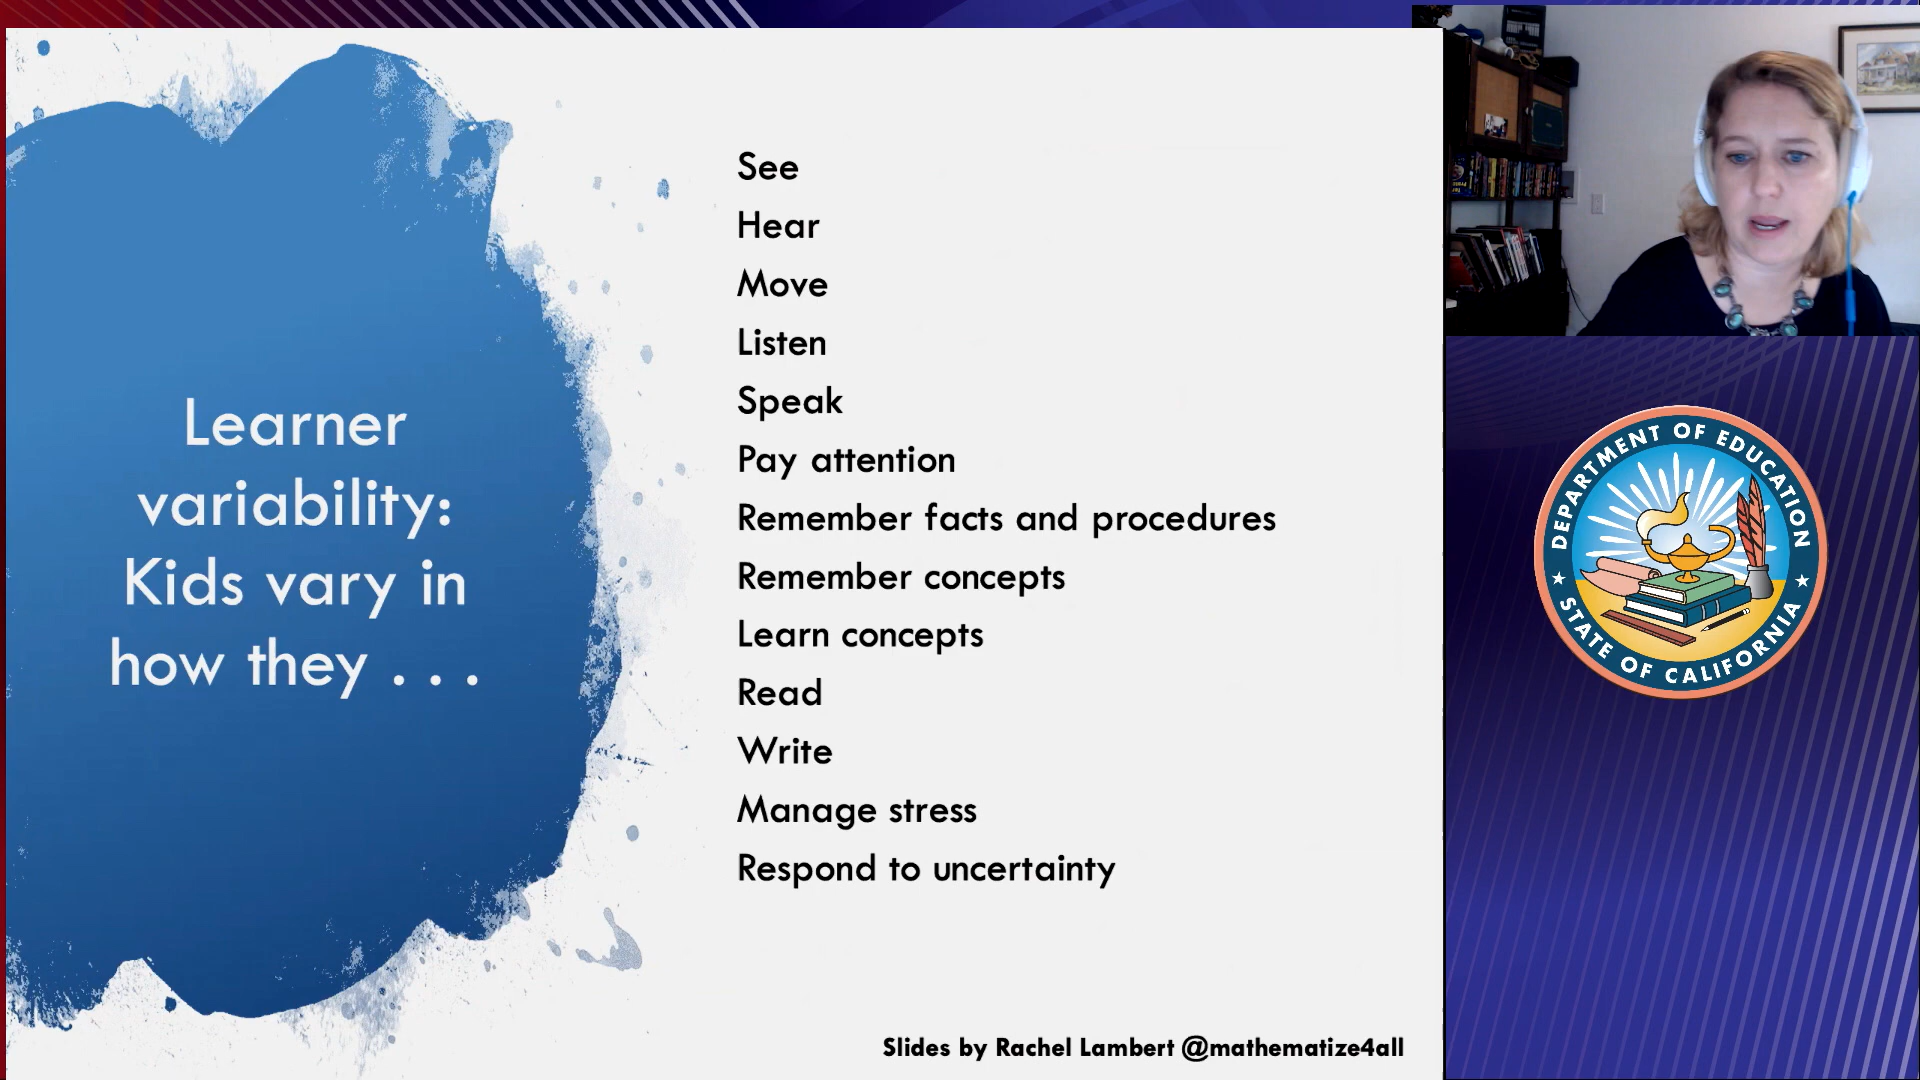 Learner
variability:
Kids vary in
how they . . .
See
Hear
Move
Listen
Speak
Pay attention
Remember facts and procedures
Remember concepts
Learn concepts
Read
Write
Manage stress
Respond to uncertainty
Slides by Rachel Lambert @mathematize4all
DEPARTMENT OF EDUCATION
★ STATE OF CALIFORNIA ★